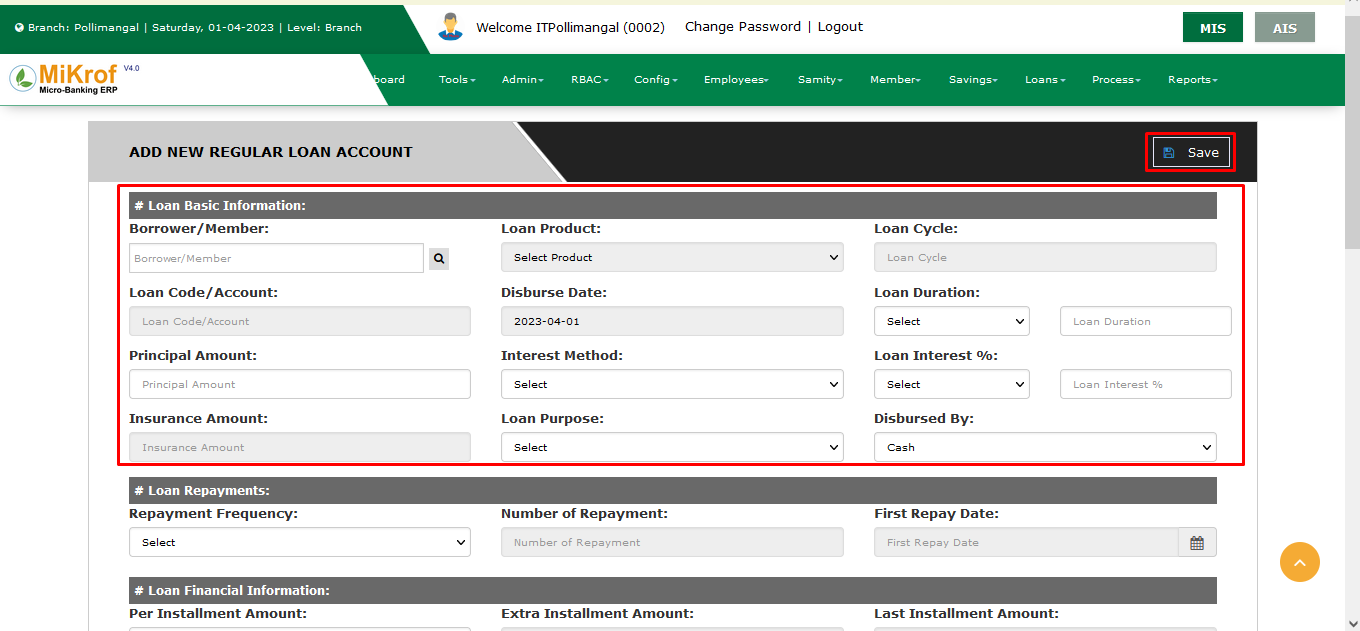 Branch: Pollimangal | Saturday, 01-04-2023 | Level: Branch
Welcome ITPollimangal (0002) Change Password | Logout
MIS AIS
MiKrof V4.0
Micro-Banking ERP
board Tools Admin RBAC Config Employees Samity Member Savings Loans Process Reports
ADD NEW REGULAR LOAN ACCOUNT
Save
# Loan Basic Information:
Borrower/Member: Loan Product: Loan Cycle:
Borrower/Member Select Product Loan Cycle
Loan Code/Account: Disburse Date: Loan Duration:
Loan Code/Account 2023-04-01 Select Loan Duration
Principal Amount: Interest Method: Loan Interest %:
Principal Amount Select Select Loan Interest %
Insurance Amount: Loan Purpose: Disbursed By:
Insurance Amount Select Cash
# Loan Repayments:
Repayment Frequency: Number of Repayment: First Repay Date:
Select Number of Repayment First Repay Date
# Loan Financial Information:
Per Installment Amount: Extra Installment Amount: Last Installment Amount: